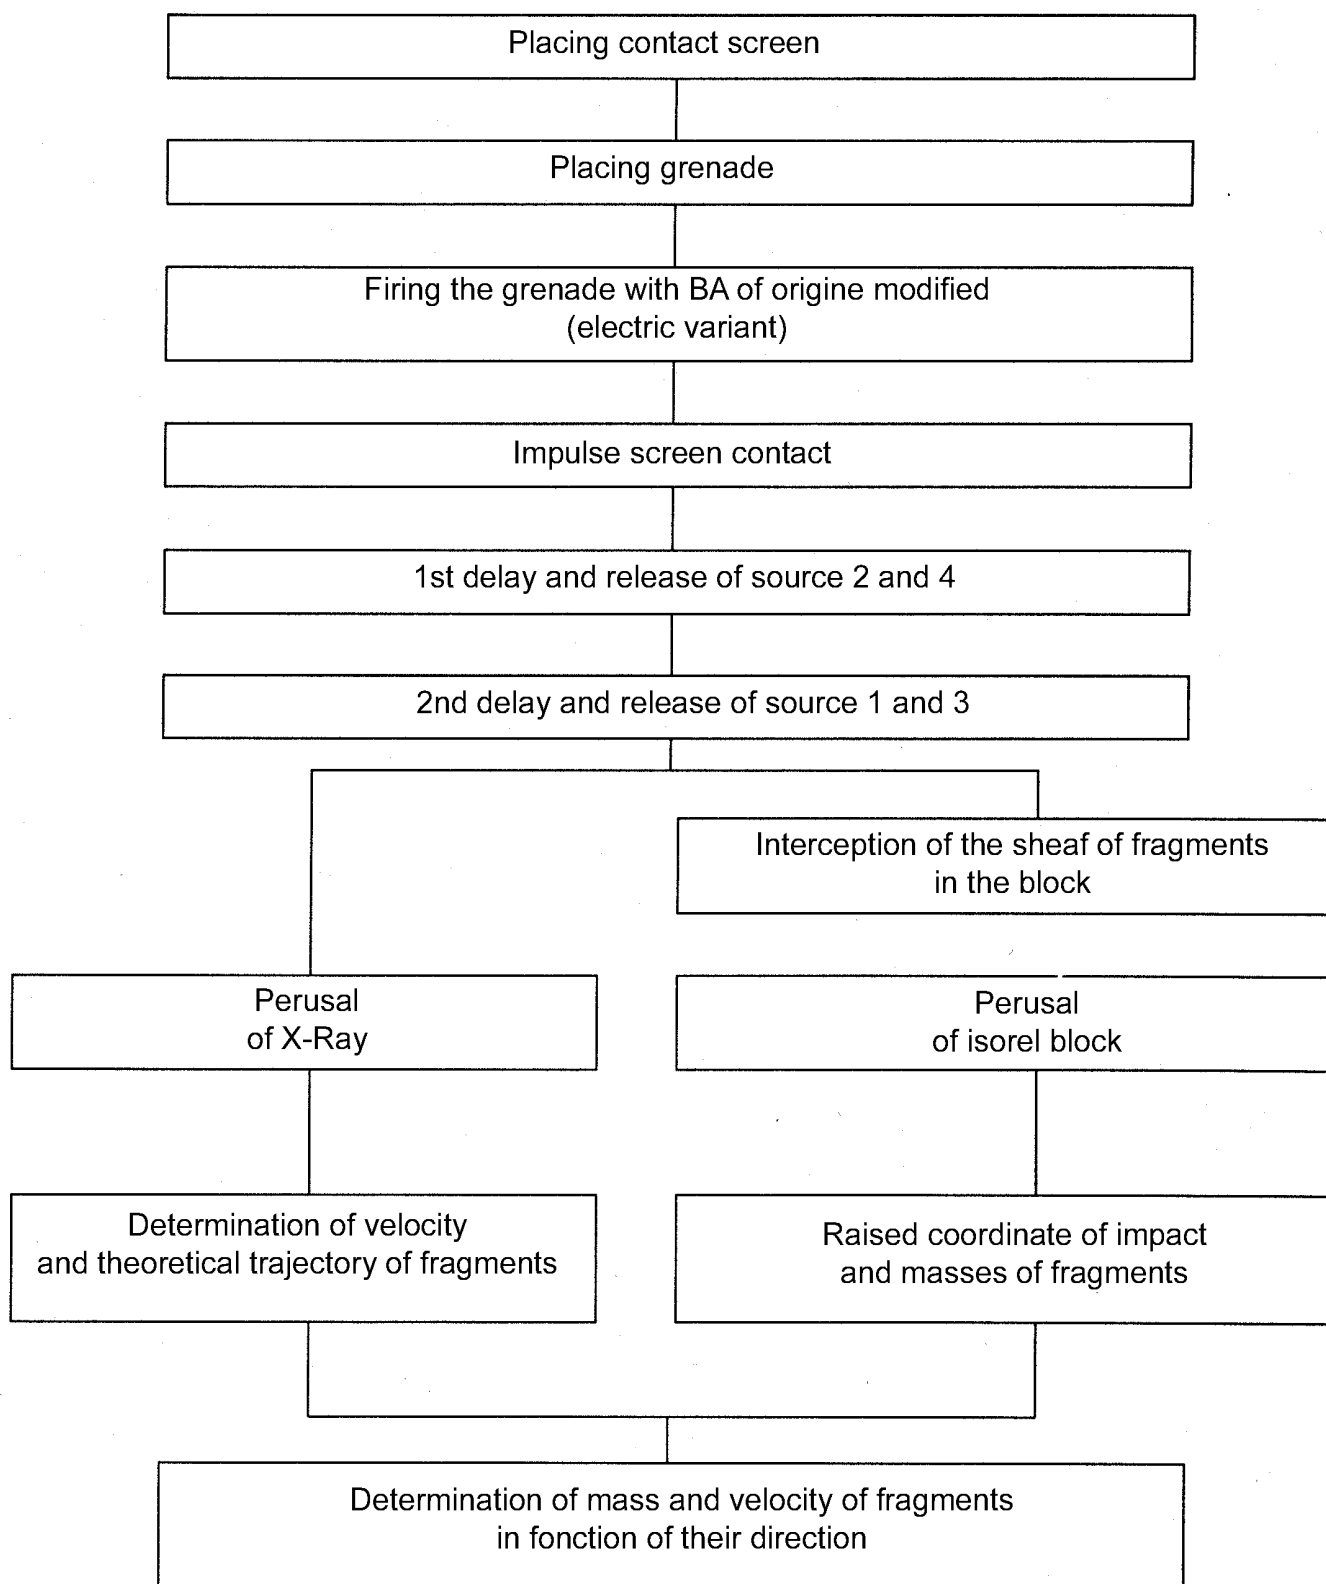 Placing contact screen
Placing grenade
Firing the grenade with BA of origine modified
(electric variant)
Impulse screen contact
1st delay and release of source 2 and 4
2nd delay and release of source 1 and 3
Interception of the sheaf of fragments
in the block
Perusal
of X-Ray
Perusal
of isorel block
Determination of velocity
and theoretical trajectory of fragments
Raised coordinate of impact
and masses of fragments
Determination of mass and velocity of fragments
in fonction of their direction